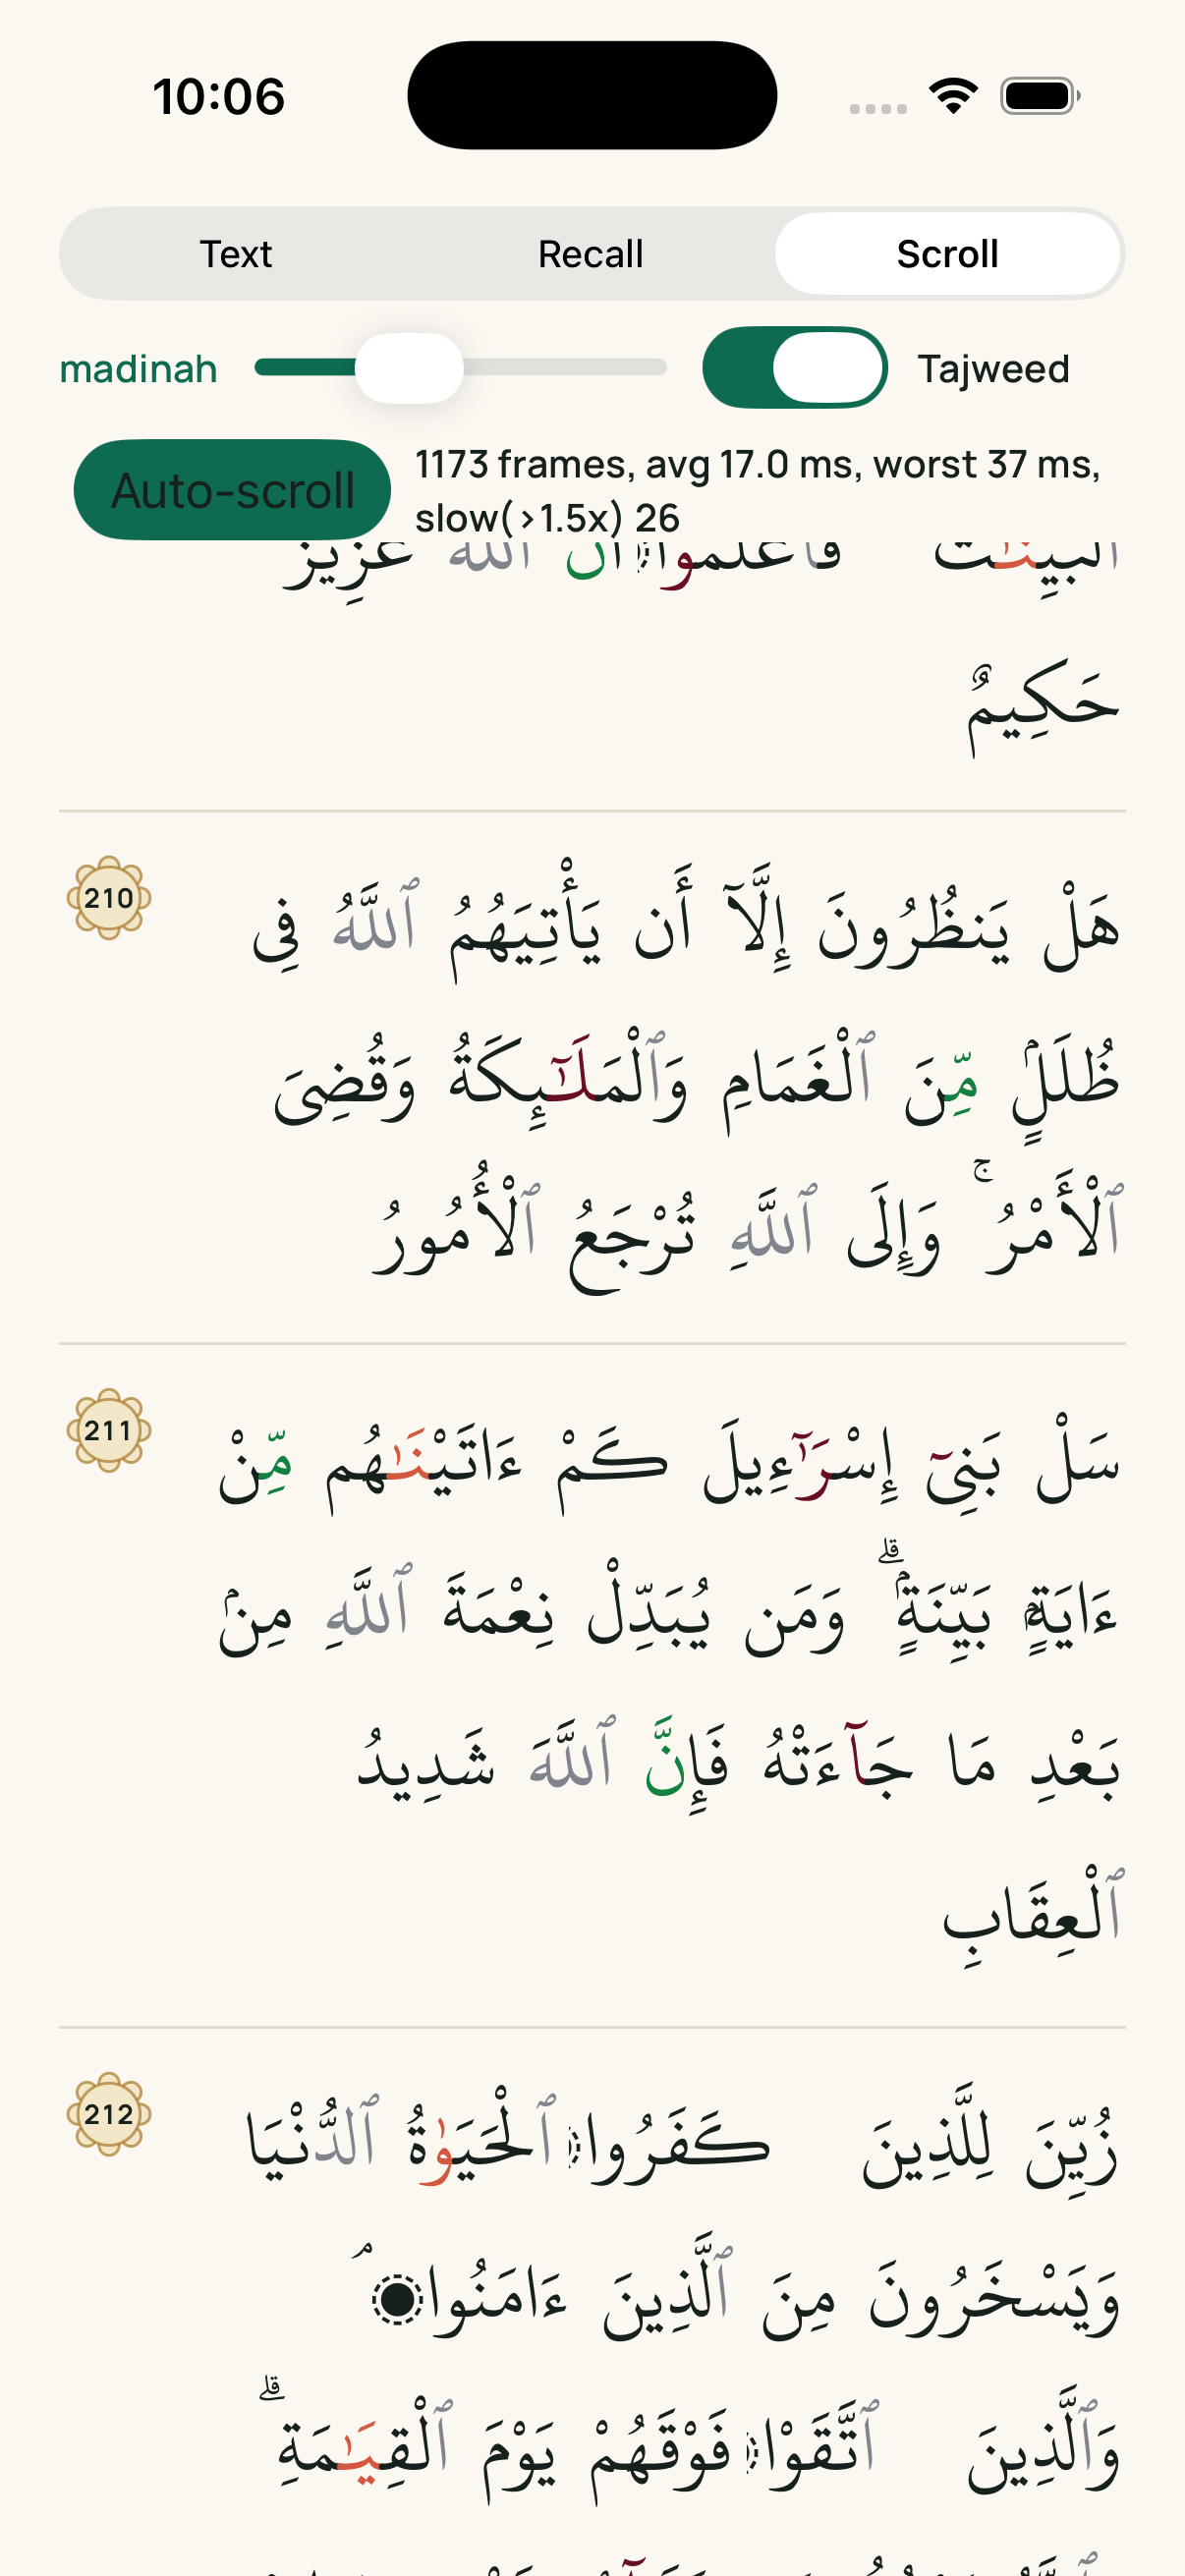 10:06
Text Recall Scroll
madinah Tajweed
Auto-scroll
1173 frames, avg 17.0 ms, worst 37 ms,
slow(>1.5x) 26
عَزِيزٌ
حَكِيمٌ
210
هَلْ يَنظُرُونَ إِلَّآ أَن يَأْتِيَهُمُ ٱللَّهُ فِى
ظُلَلٍۢ مِّنَ ٱلْغَمَامِ وَٱلْمَلَـٰٓئِكَةُ وَقُضِىَ
ٱلْأَمْرُ ۚ وَإِلَى ٱللَّهِ تُرْجَعُ ٱلْأُمُورُ
211
سَلْ بَنِىٓ إِسْرَٰٓءِيلَ كَمْ ءَاتَيْنَـٰهُم مِّنْ
ءَايَةٍۭ بَيِّنَةٍۢ ۗ وَمَن يُبَدِّلْ نِعْمَةَ ٱللَّهِ مِنۢ
بَعْدِ مَا جَآءَتْهُ فَإِنَّ ٱللَّهَ شَدِيدُ
ٱلْعِقَابِ
212
زُيِّنَ لِلَّذِينَ كَفَرُوا۟ ٱلْحَيَوٰةُ ٱلدُّنْيَا
وَيَسْخَرُونَ مِنَ ٱلَّذِينَ ءَامَنُوا۟ ۘ
وَٱلَّذِينَ ٱتَّقَوْا۟ فَوْقَهُمْ يَوْمَ ٱلْقِيَـٰمَةِ ۗ